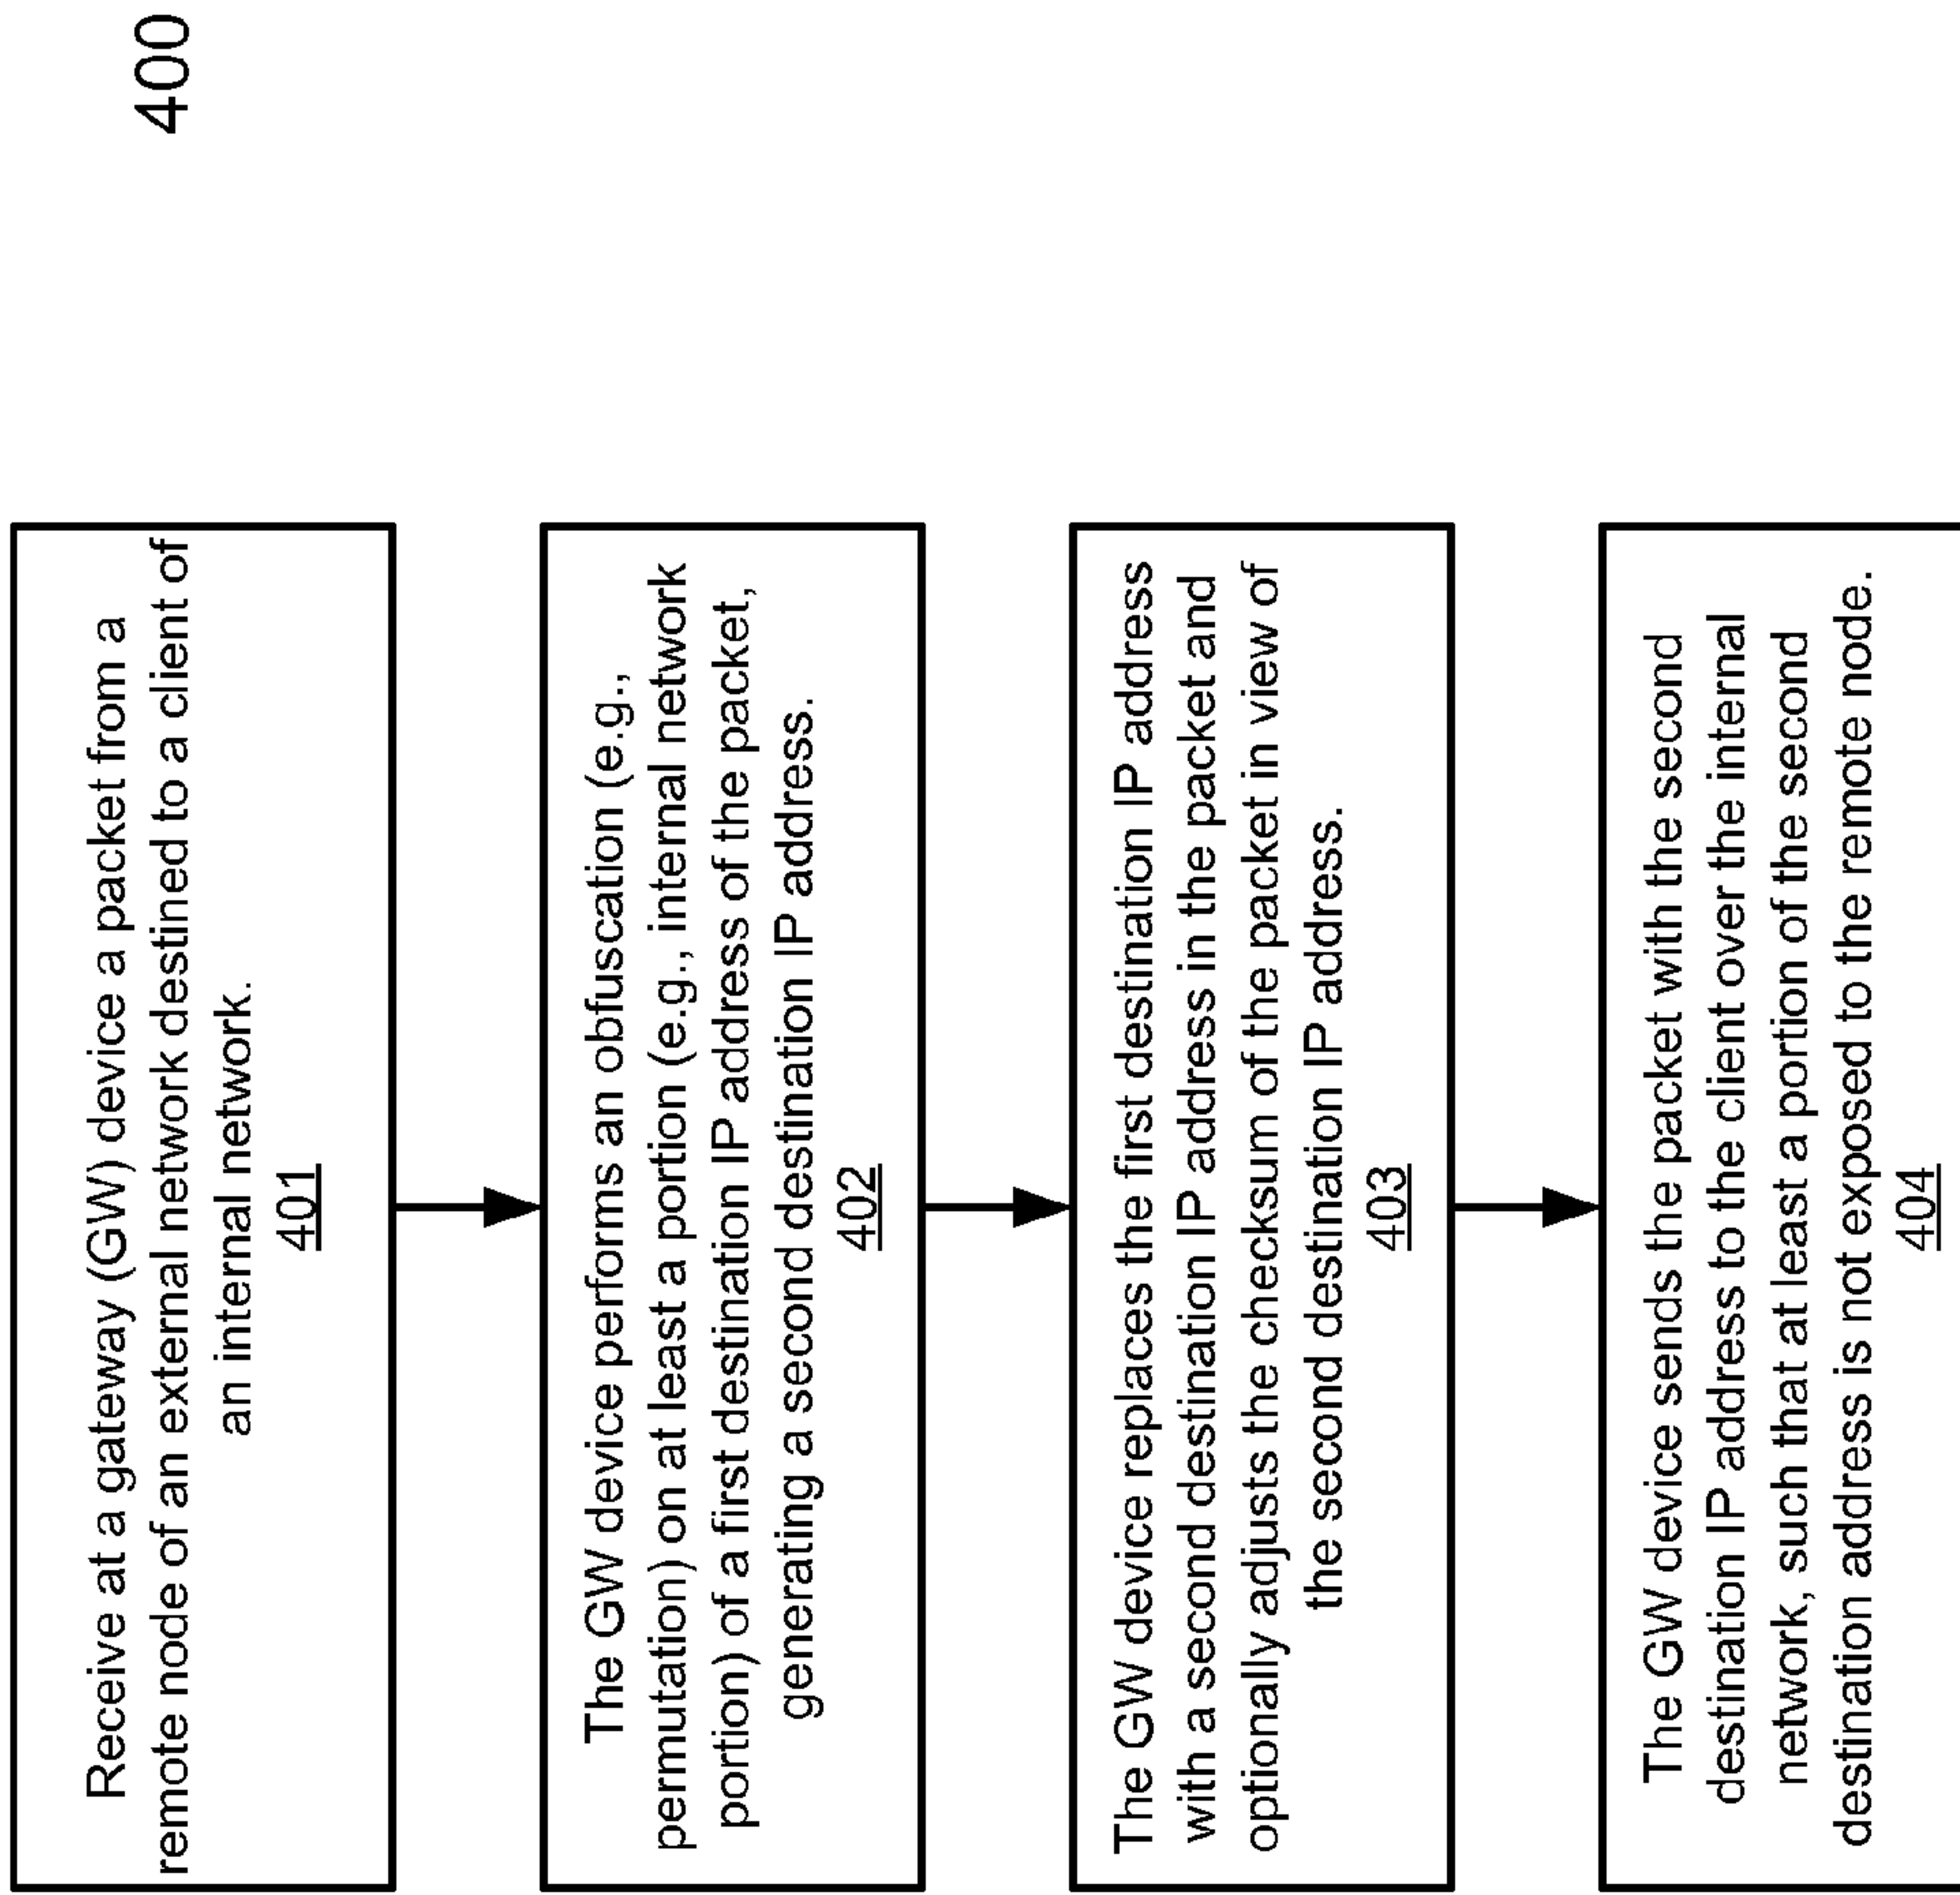 400
Receive at a gateway (GW) device a packet from a
remote node of an external network destined to a client of
an internal network.
401
The GW device performs an obfuscation (e.g.,
permutation) on at least a portion (e.g., internal network
portion) of a first destination IP address of the packet,
generating a second destination IP address.
402
The GW device replaces the first destination IP address
with a second destination IP address in the packet and
optionally adjusts the checksum of the packet in view of
the second destination IP address.
403
The GW device sends the packet with the second
destination IP address to the client over the internal
network, such that at least a portion of the second
destination address is not exposed to the remote node.
404